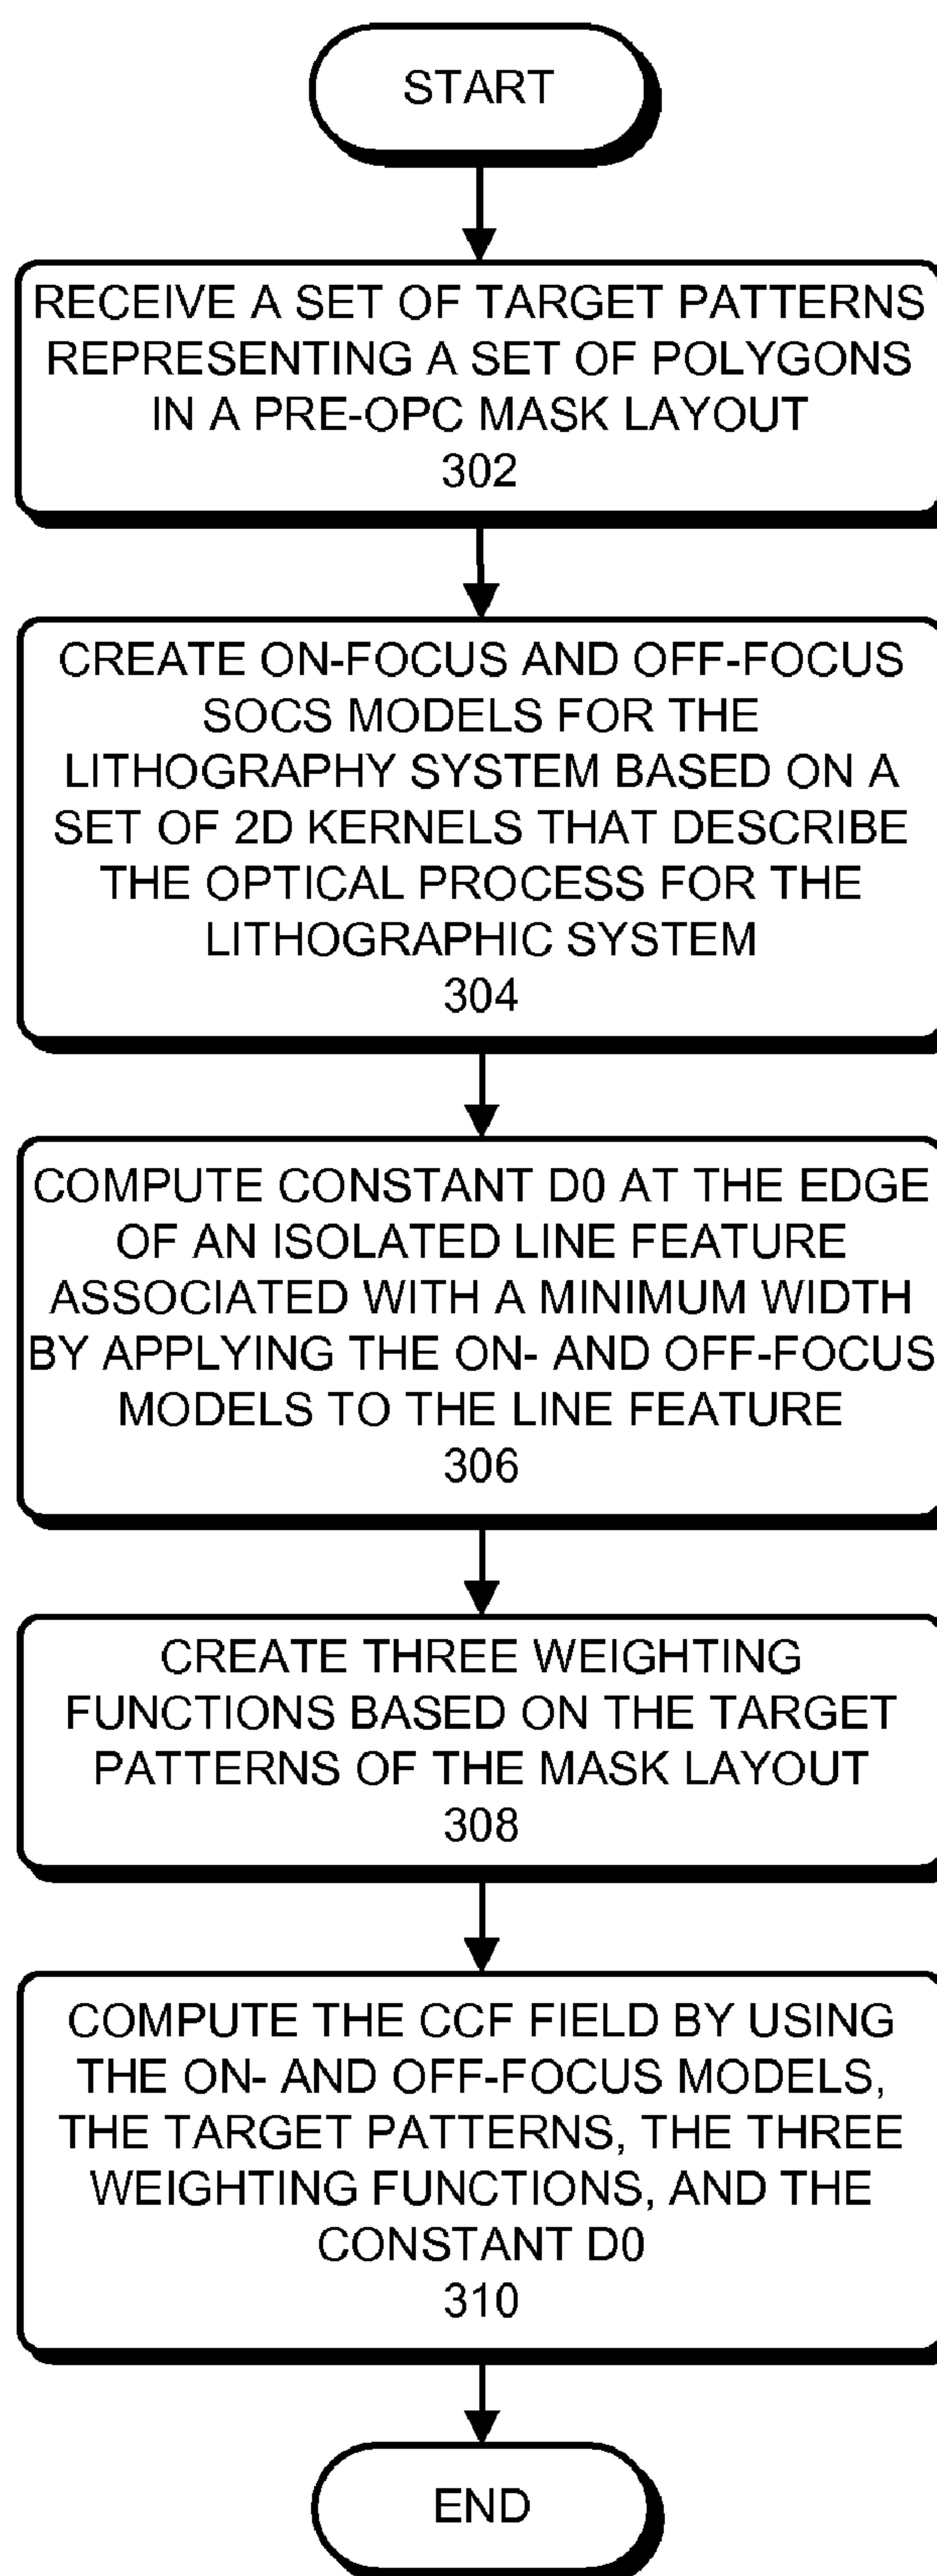 START
RECEIVE A SET OF TARGET PATTERNS
REPRESENTING A SET OF POLYGONS
IN A PRE-OPC MASK LAYOUT
302
CREATE ON-FOCUS AND OFF-FOCUS
SOCS MODELS FOR THE
LITHOGRAPHY SYSTEM BASED ON A
SET OF 2D KERNELS THAT DESCRIBE
THE OPTICAL PROCESS FOR THE
LITHOGRAPHIC SYSTEM
304
COMPUTE CONSTANT D0 AT THE EDGE
OF AN ISOLATED LINE FEATURE
ASSOCIATED WITH A MINIMUM WIDTH
BY APPLYING THE ON- AND OFF-FOCUS
MODELS TO THE LINE FEATURE
306
CREATE THREE WEIGHTING
FUNCTIONS BASED ON THE TARGET
PATTERNS OF THE MASK LAYOUT
308
COMPUTE THE CCF FIELD BY USING
THE ON- AND OFF-FOCUS MODELS,
THE TARGET PATTERNS, THE THREE
WEIGHTING FUNCTIONS, AND THE
CONSTANT D0
310
END